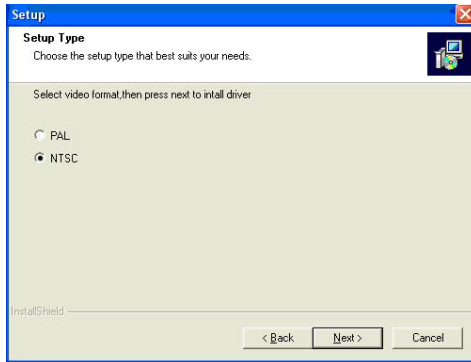 Setup
Setup Type
Choose the setup type that best suits your needs.
Select video format,then press next to intall driver
PAL
NTSC
InstallShield
< Back
Next >
Cancel